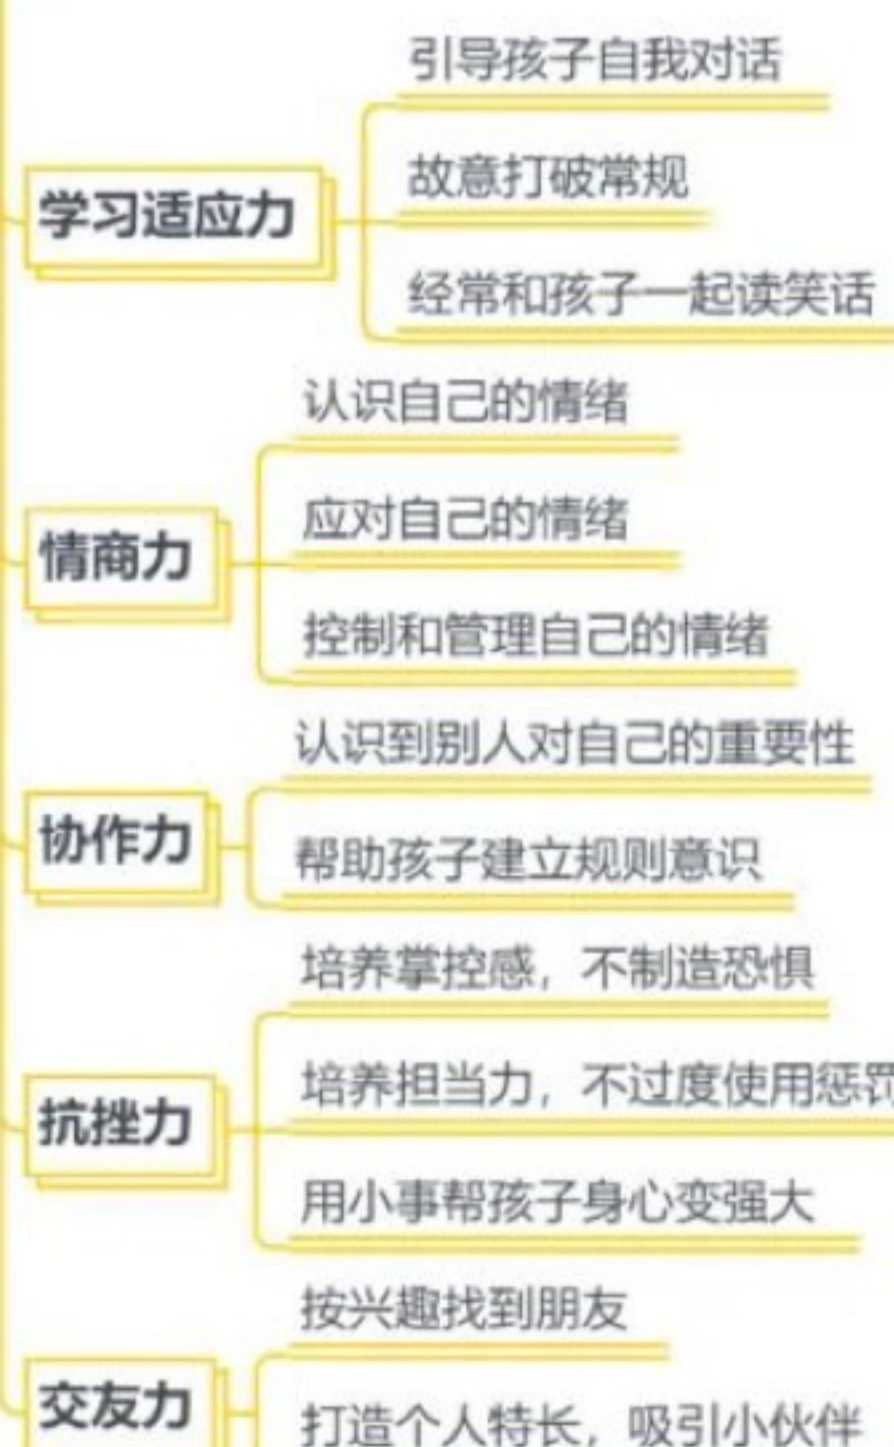 引导孩子自我对话
故意打破常规
学习适应力
经常和孩子一起读笑话
认识自己的情绪
应对自己的情绪
情商力
控制和管理自己的情绪
认识到别人对自己的重要性
协作力
帮助孩子建立规则意识
培养掌控感，不制造恐惧
培养担当力，不过度使用惩罚
抗挫力
用小事帮孩子身心变强大
按兴趣找到朋友
交友力
打造个人特长，吸引小伙伴